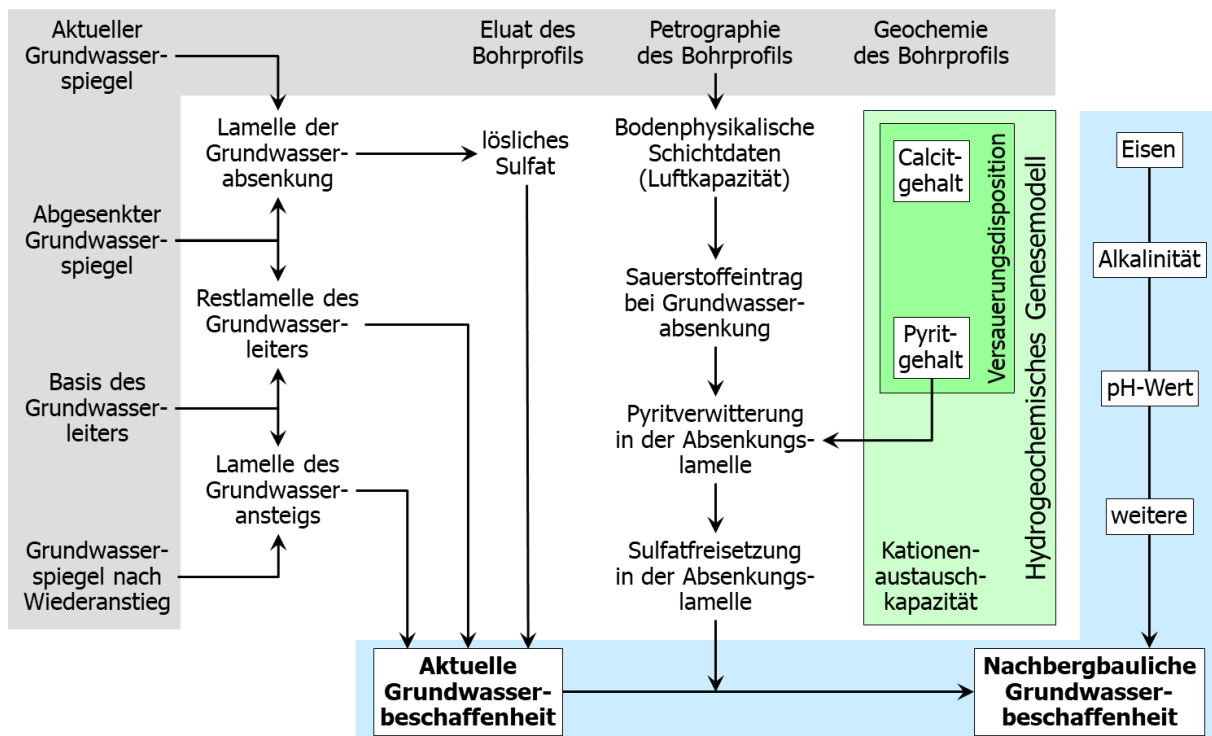 Aktueller
Grundwasser-
spiegel
Eluat des
Bohrprofils
Petrographie
des Bohrprofils
Geochemie
des Bohrprofils
Lamelle der
Grundwasser-
absenkung
lösliches
Sulfat
Bodenphysikalische
Schichtdaten
(Luftkapazität)
Calcit-
gehalt
Versauerungsdisposition
Hydrogeochemisches Genesemodell
Eisen
Abgesenkter
Grundwasser-
spiegel
Alkalinität
Restlamelle des
Grundwasser-
leiters
Sauerstoffeintrag
bei Grundwasser-
absenkung
Pyrit-
gehalt
Basis des
Grundwasser-
leiters
pH-Wert
Pyritverwitterung
in der Absenkungs-
lamelle
Lamelle des
Grundwasser-
ansteigs
weitere
Grundwasser-
spiegel nach
Wiederanstieg
Sulfatfreisetzung
in der Absenkungs-
lamelle
Kationen-
austausch-
kapazität
Aktuelle
Grundwasser-
beschaffenheit
Nachbergbauliche
Grundwasser-
beschaffenheit